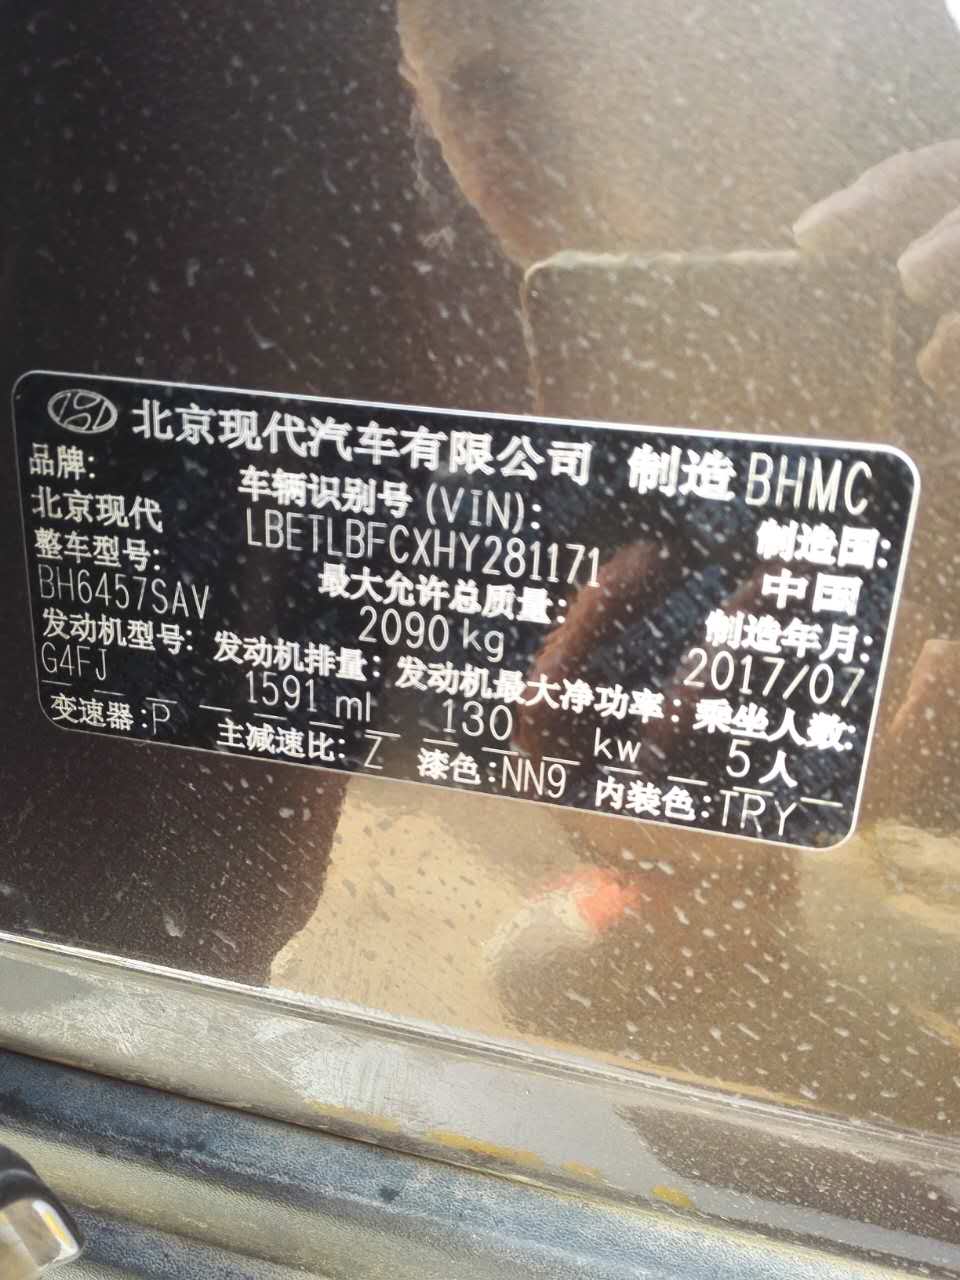 北京现代汽车有限公司 制造 BHMC
品牌: 车辆识别号 (VIN): 制造国:
北京现代 LBETLBFCXHY281171 中国
整车型号: 最大允许总质量: 制造年月:
BH6457SAV 2090 kg 2017/07
发动机型号: 发动机排量: 发动机最大净功率: 乘坐人数:
G4FJ 1591 ml 130 kw 5人
变速器:P 主减速比: Z 漆色:NN9 内装色:TRY